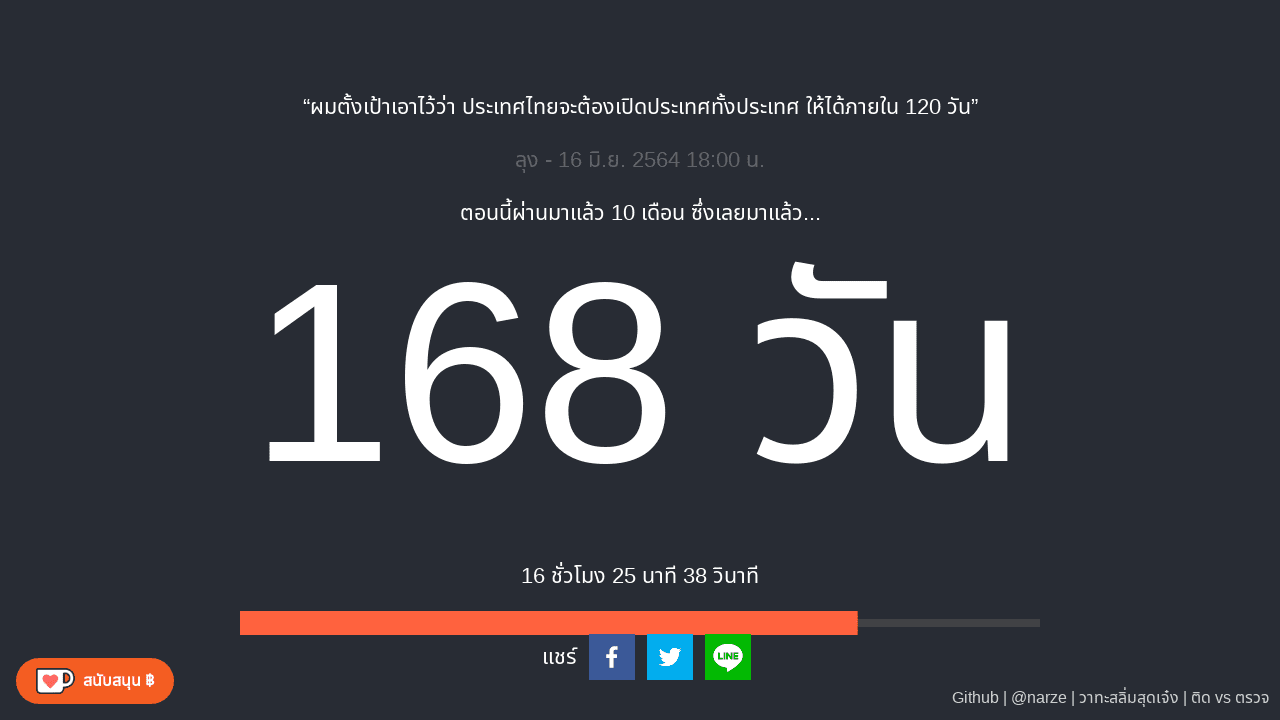 “ผมตั้งเป้าเอาไว้ว่า ประเทศไทยจะต้องเปิดประเทศทั้งประเทศ ให้ได้ภายใน 120 วัน”
ลุง - 16 มิ.ย. 2564 18:00 น.
ตอนนี้ผ่านมาแล้ว 10 เดือน ซึ่งเลยมาแล้ว...
168 วัน
16 ชั่วโมง 25 นาที 38 วินาที
แชร์
LINE
สนับสนุน ฿
Github | @narze | วาทะสลิ่มสุดเจ๋ง | ติด vs ตรวจ